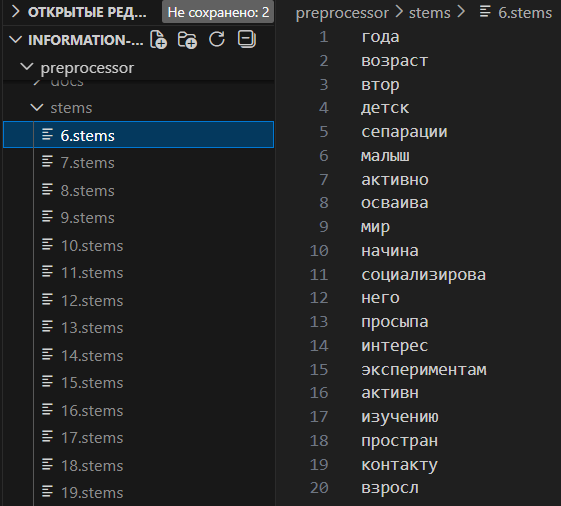 ОТКРЫТЫЕ РЕД... Не сохранено: 2
INFORMATION-...
preprocessor
docs
stems
6.stems
7.stems
8.stems
9.stems
10.stems
11.stems
12.stems
13.stems
14.stems
15.stems
16.stems
17.stems
18.stems
19.stems
preprocessor > stems > 6.stems
1 года
2 возраст
3 втор
4 детск
5 сепарации
6 малыш
7 активно
8 осваива
9 мир
10 начина
11 социализирова
12 него
13 просыпа
14 интерес
15 экспериментам
16 активн
17 изучению
18 простран
19 контакту
20 взросл